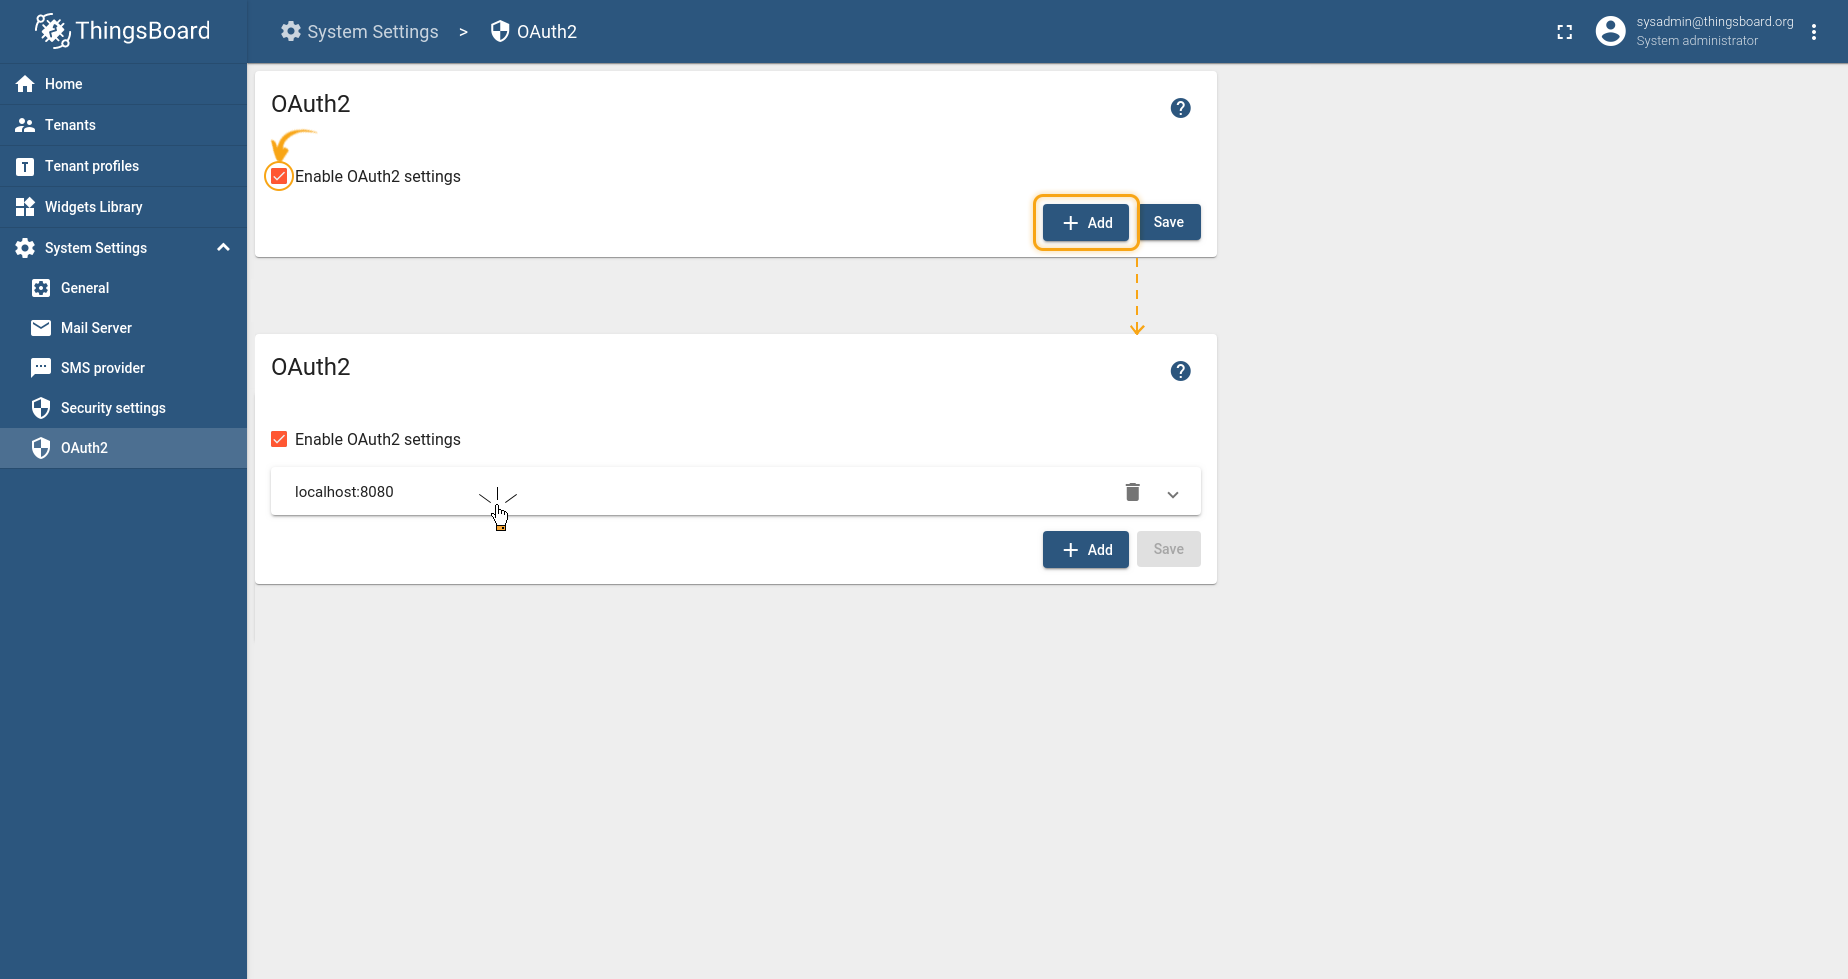 ThingsBoard
System Settings > OAuth2
sysadmin@thingsboard.org
System administrator
Home
Tenants
T Tenant profiles
Widgets Library
System Settings
General
Mail Server
SMS provider
Security settings
OAuth2
OAuth2
?
Enable OAuth2 settings
+ Add
Save
OAuth2
?
Enable OAuth2 settings
localhost:8080
+ Add
Save